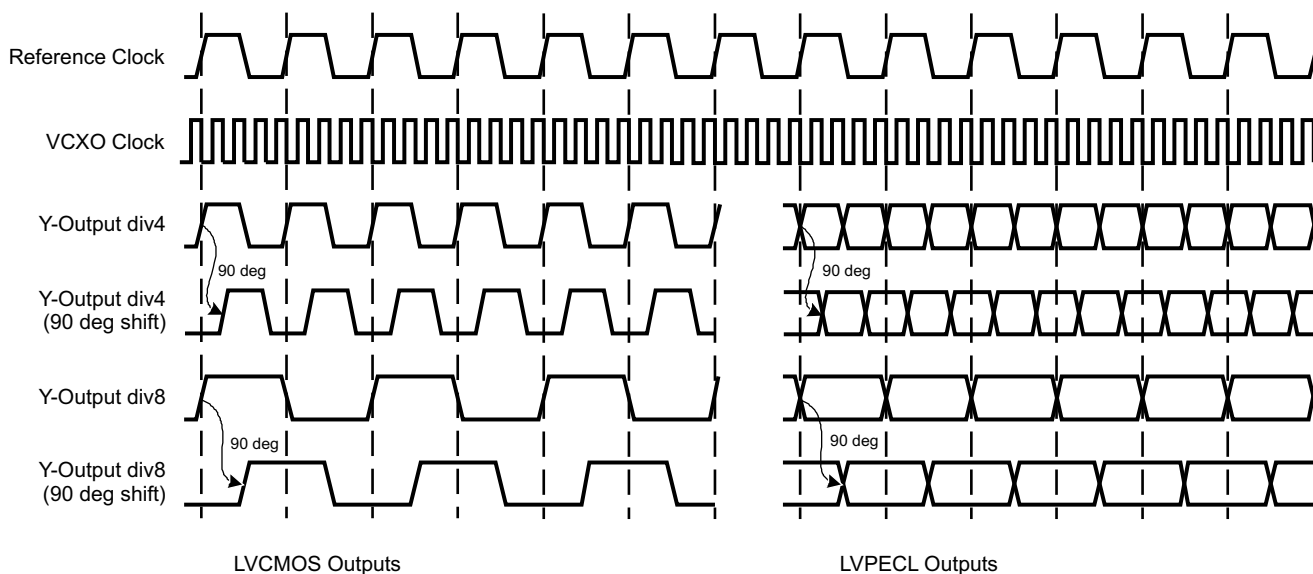 Reference Clock
VCXO Clock
Y-Output div4
90 deg
90 deg
Y-Output div4
(90 deg shift)
Y-Output div8
90 deg
90 deg
Y-Output div8
(90 deg shift)
LVCMOS Outputs
LVPECL Outputs